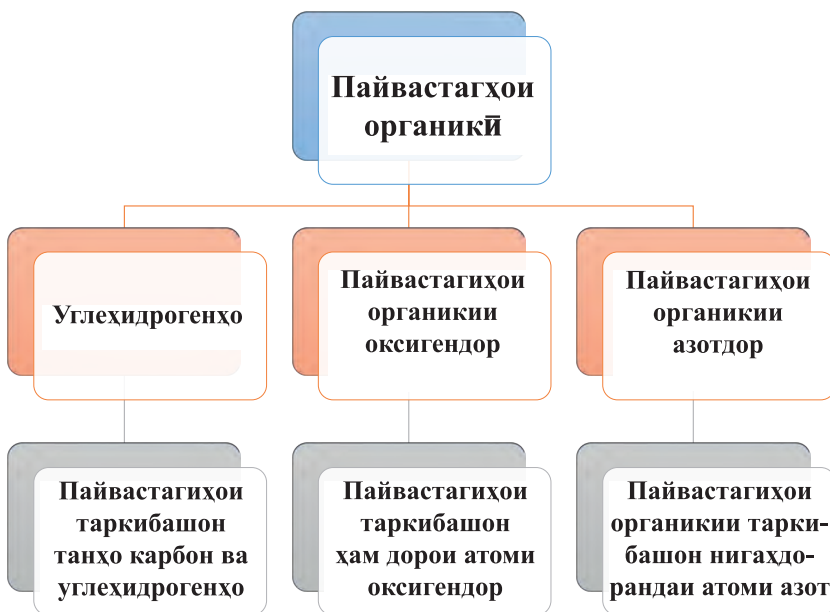 Пайвастагҳои
органикӣ
Углеҳидрогенҳо
Пайвастагиҳои
органикии
оксигендор
Пайвастагиҳои
органикии
азотдор
Пайвастагиҳои
таркибашон
танҳо карбон ва
углеҳидрогенҳо
Пайвастагиҳои
таркибашон
ҳам дорои атоми
оксигендор
Пайвастагиҳои
органикии тарки-
башон нигаҳдо-
рандаи атоми азот